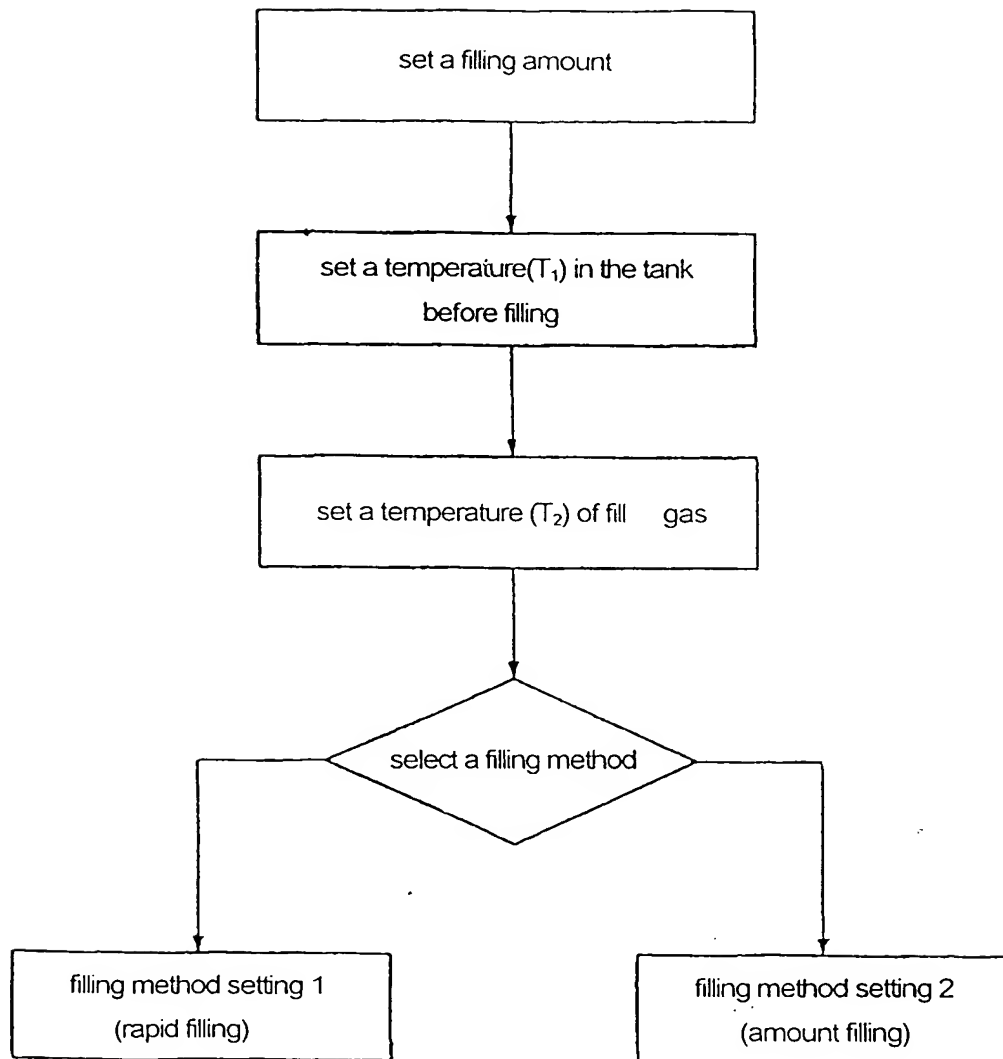 set a filling amount
set a temperature(T₁) in the tank
before filling
set a temperature (T₂) of fill gas
select a filling method
filling method setting 1
(rapid filling)
filling method setting 2
(amount filling)